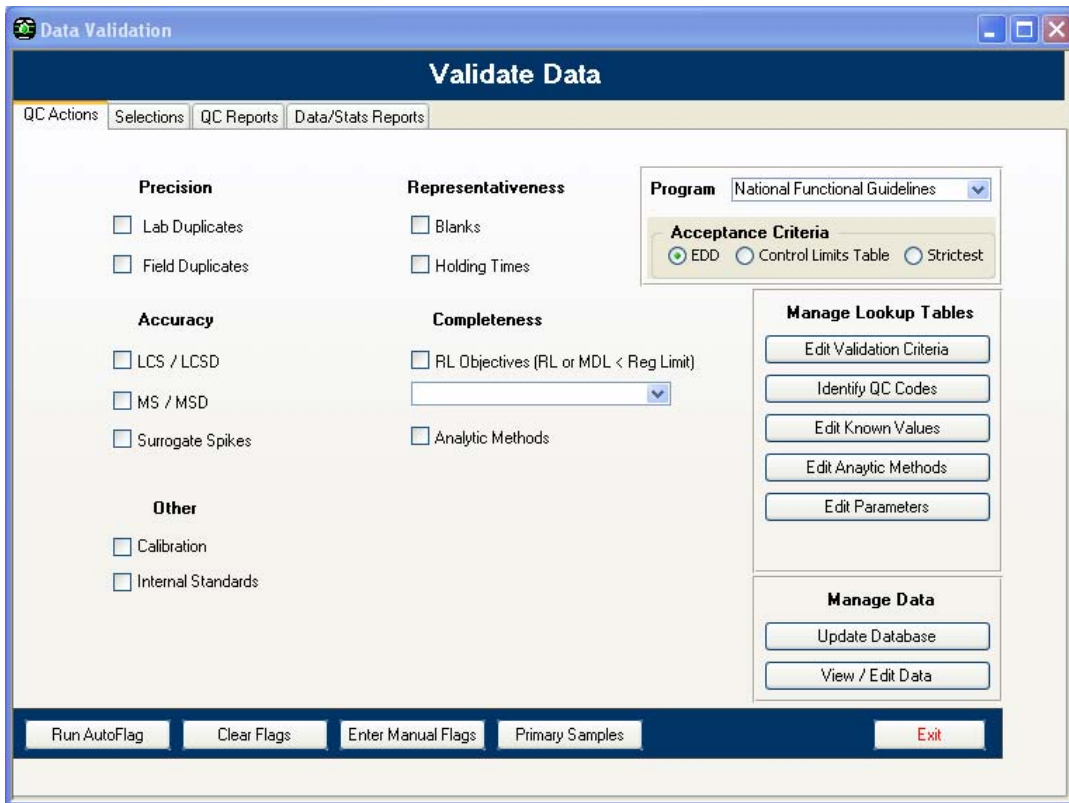 Data Validation
Validate Data
QC Actions Selections QC Reports Data/Stats Reports
Precision
Lab Duplicates
Field Duplicates
Representativeness
Blanks
Holding Times
Program National Functional Guidelines
Acceptance Criteria
EDD Control Limits Table Strictest
Accuracy
LCS / LCSD
MS / MSD
Surrogate Spikes
Completeness
RL Objectives (RL or MDL < Reg Limit)
Analytic Methods
Other
Calibration
Internal Standards
Manage Lookup Tables
Edit Validation Criteria
Identify QC Codes
Edit Known Values
Edit Anaytic Methods
Edit Parameters
Manage Data
Update Database
View / Edit Data
Run AutoFlag Clear Flags Enter Manual Flags Primary Samples Exit